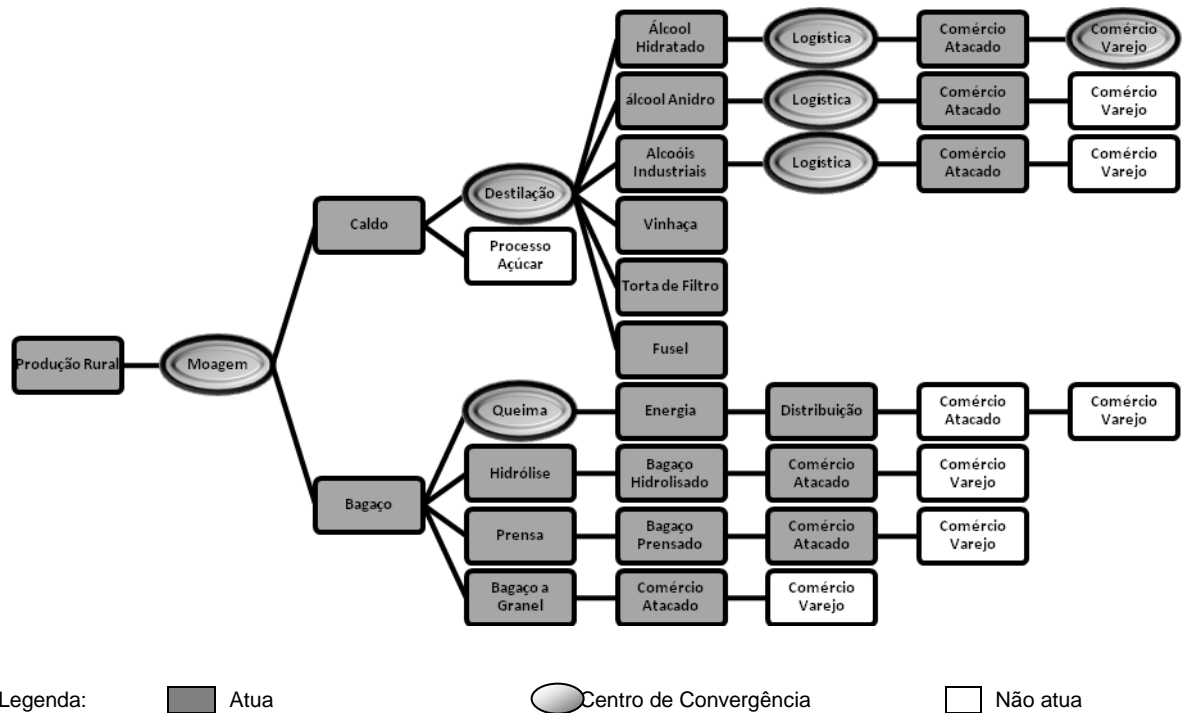 Álcool
Hidratado
Logística
Comércio
Atacado
Comércio
Varejo
álcool Anidro
Logística
Comércio
Atacado
Comércio
Varejo
Alcoóis
Industriais
Logística
Comércio
Atacado
Comércio
Varejo
Destilação
Caldo
Vinhaça
Processo
Açúcar
Torta de Filtro
Fusel
Produção Rural
Moagem
Queima
Energia
Distribuição
Comércio
Atacado
Comércio
Varejo
Hidrólise
Bagaço
Hidrolisado
Comércio
Atacado
Comércio
Varejo
Bagaço
Prensa
Bagaço
Prensado
Comércio
Atacado
Comércio
Varejo
Bagaço a
Granel
Comércio
Atacado
Comércio
Varejo
Legenda:
Atua
Centro de Convergência
Não atua